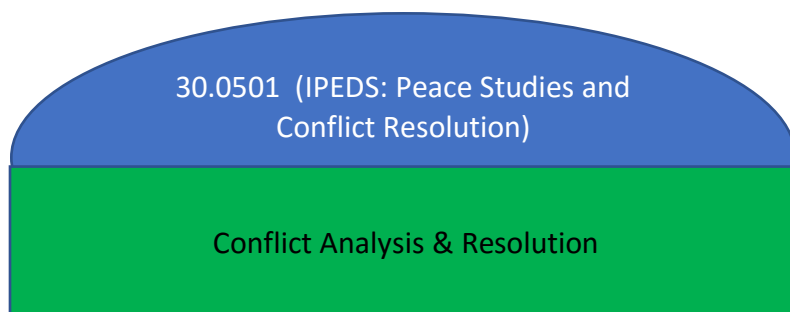 30.0501  (IPEDS: Peace Studies and
Conflict Resolution)
Conflict Analysis & Resolution